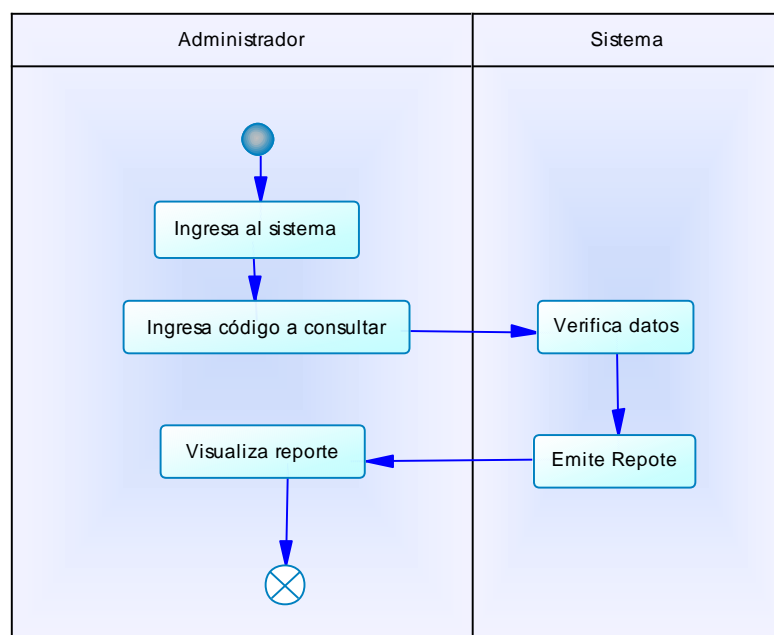 Administrador
Sistema
Ingresa al sistema
Ingresa código a consultar
Verifica datos
Visualiza reporte
Emite Repote